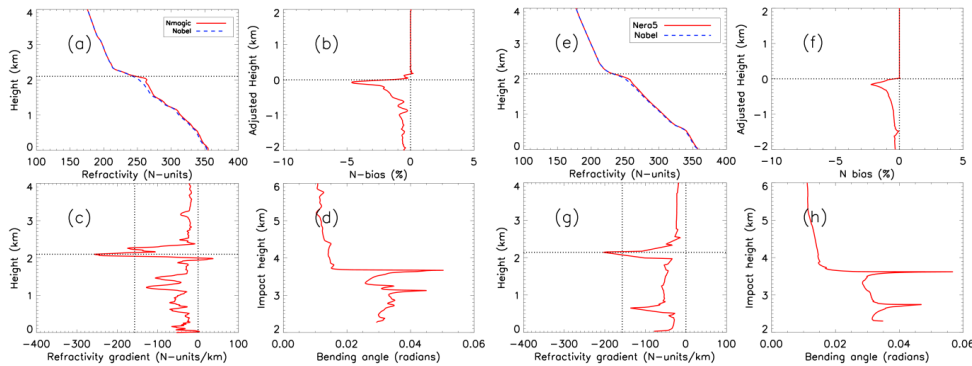 Nmagic
Nabel
(a)
4
3
2
1
0
Height (km)
100 150 200 250 300 350 400
Refractivity (N-units)
(b)
2
1
0
−1
−2
Adjusted Height (km)
−10 −5 0 5
N-bias (%)
Nera5
Nabel
(e)
4
3
2
1
0
Height (km)
100 150 200 250 300 350 400
Refractivity (N-units)
(f)
2
1
0
−1
−2
Adjusted Height (km)
−10 −5 0 5
N bias (%)
(c)
4
3
2
1
0
Height (km)
−400 −300 −200 −100 0 100
Refractivity gradient (N-units/km)
(d)
6
5
4
3
2
Impact height (km)
0.00 0.02 0.04 0.06
Bending angle (radians)
(g)
4
3
2
1
0
Height (km)
−400 −300 −200 −100 0 100
Refractivity gradient (N-units/km)
(h)
6
5
4
3
2
Impact height (km)
0.00 0.02 0.04 0.06
Bending angle (radians)